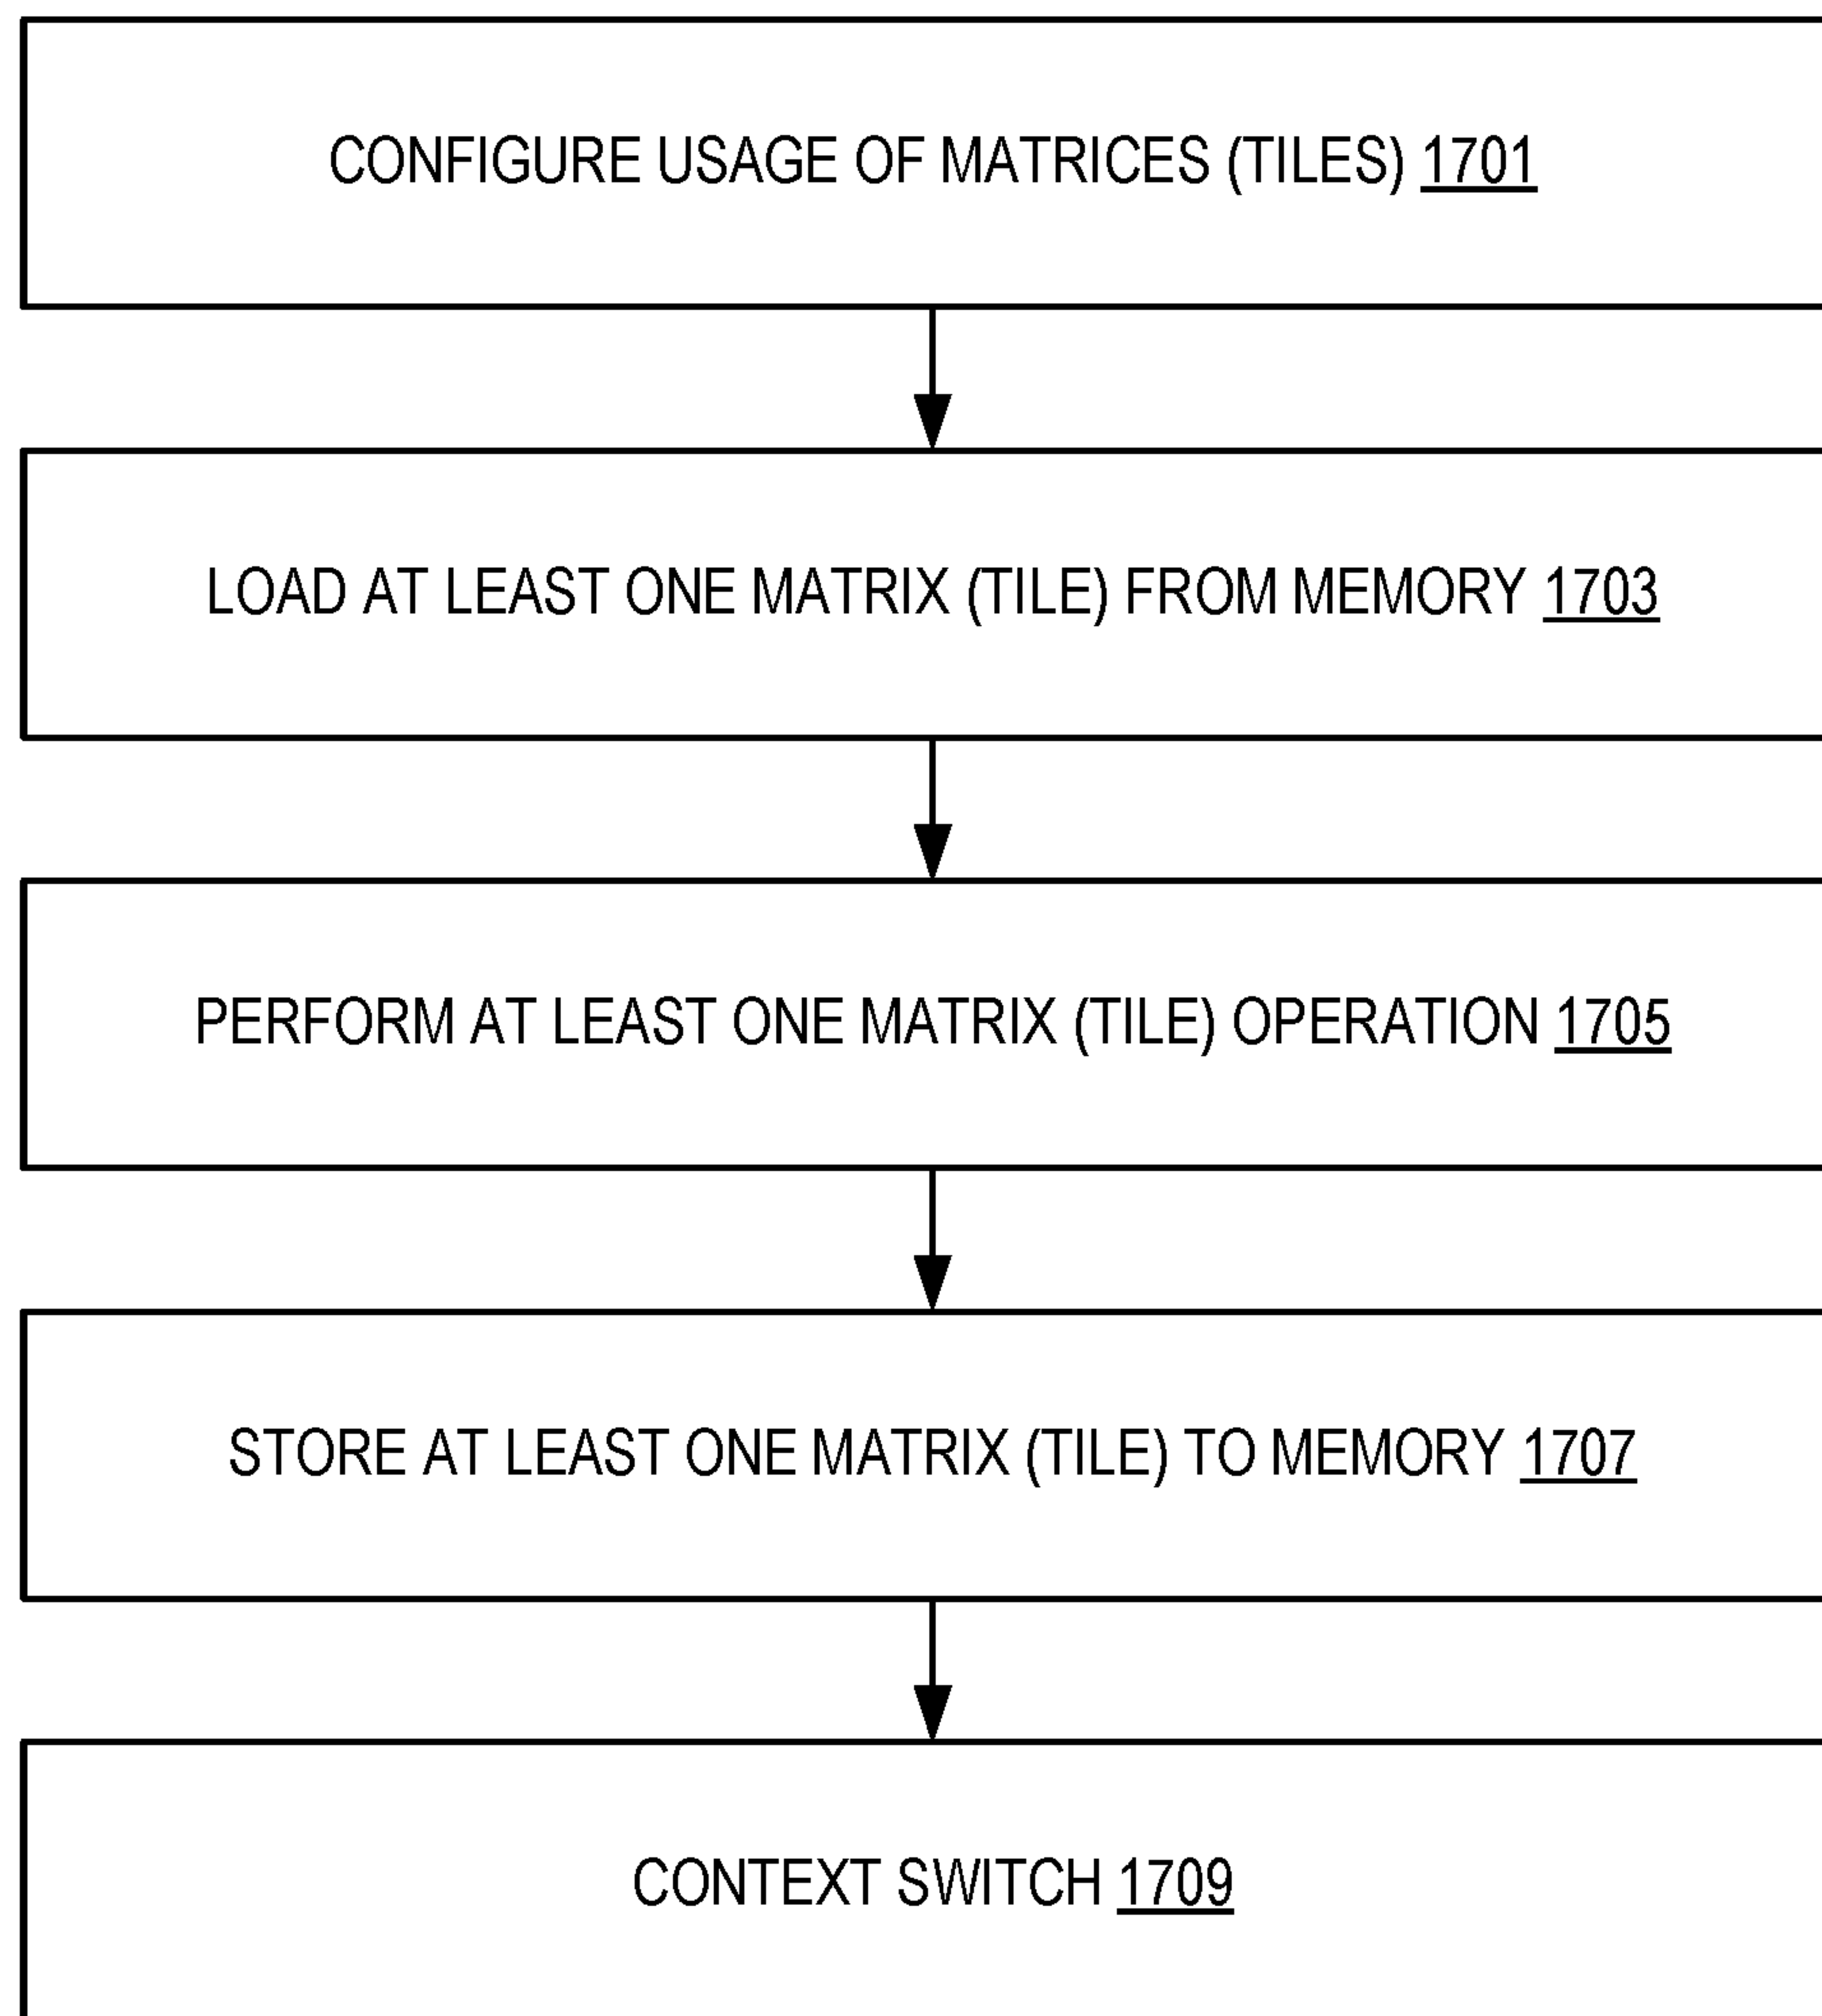 CONFIGURE USAGE OF MATRICES (TILES) 1701
LOAD AT LEAST ONE MATRIX (TILE) FROM MEMORY 1703
PERFORM AT LEAST ONE MATRIX (TILE) OPERATION 1705
STORE AT LEAST ONE MATRIX (TILE) TO MEMORY 1707
CONTEXT SWITCH 1709